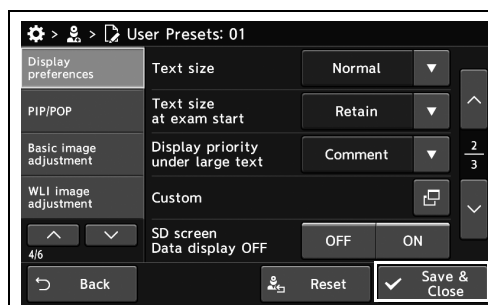 > > User Presets: 01
Display
preferences
PIP/POP
Basic image
adjustment
WLI image
adjustment
4/6
Text size
Normal
Text size
at exam start
Retain
Display priority
under large text
Comment
Custom
SD screen
Data display OFF
OFF
ON
2
3
Back
Reset
Save &
Close